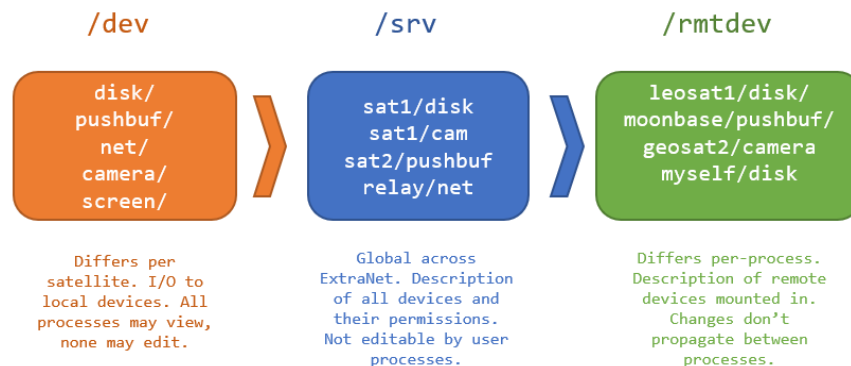 /dev
/srv
/rmtdev
disk/
pushbuf/
net/
camera/
screen/
sat1/disk
sat1/cam
sat2/pushbuf
relay/net
leosat1/disk/
moonbase/pushbuf/
geosat2/camera
myself/disk
Differs per
satellite. I/O to
local devices. All
processes may view,
none may edit.
Global across
ExtraNet. Description
of all devices and
their permissions.
Not editable by user
processes.
Differs per-process.
Description of remote
devices mounted in.
Changes don’t
propagate between
processes.